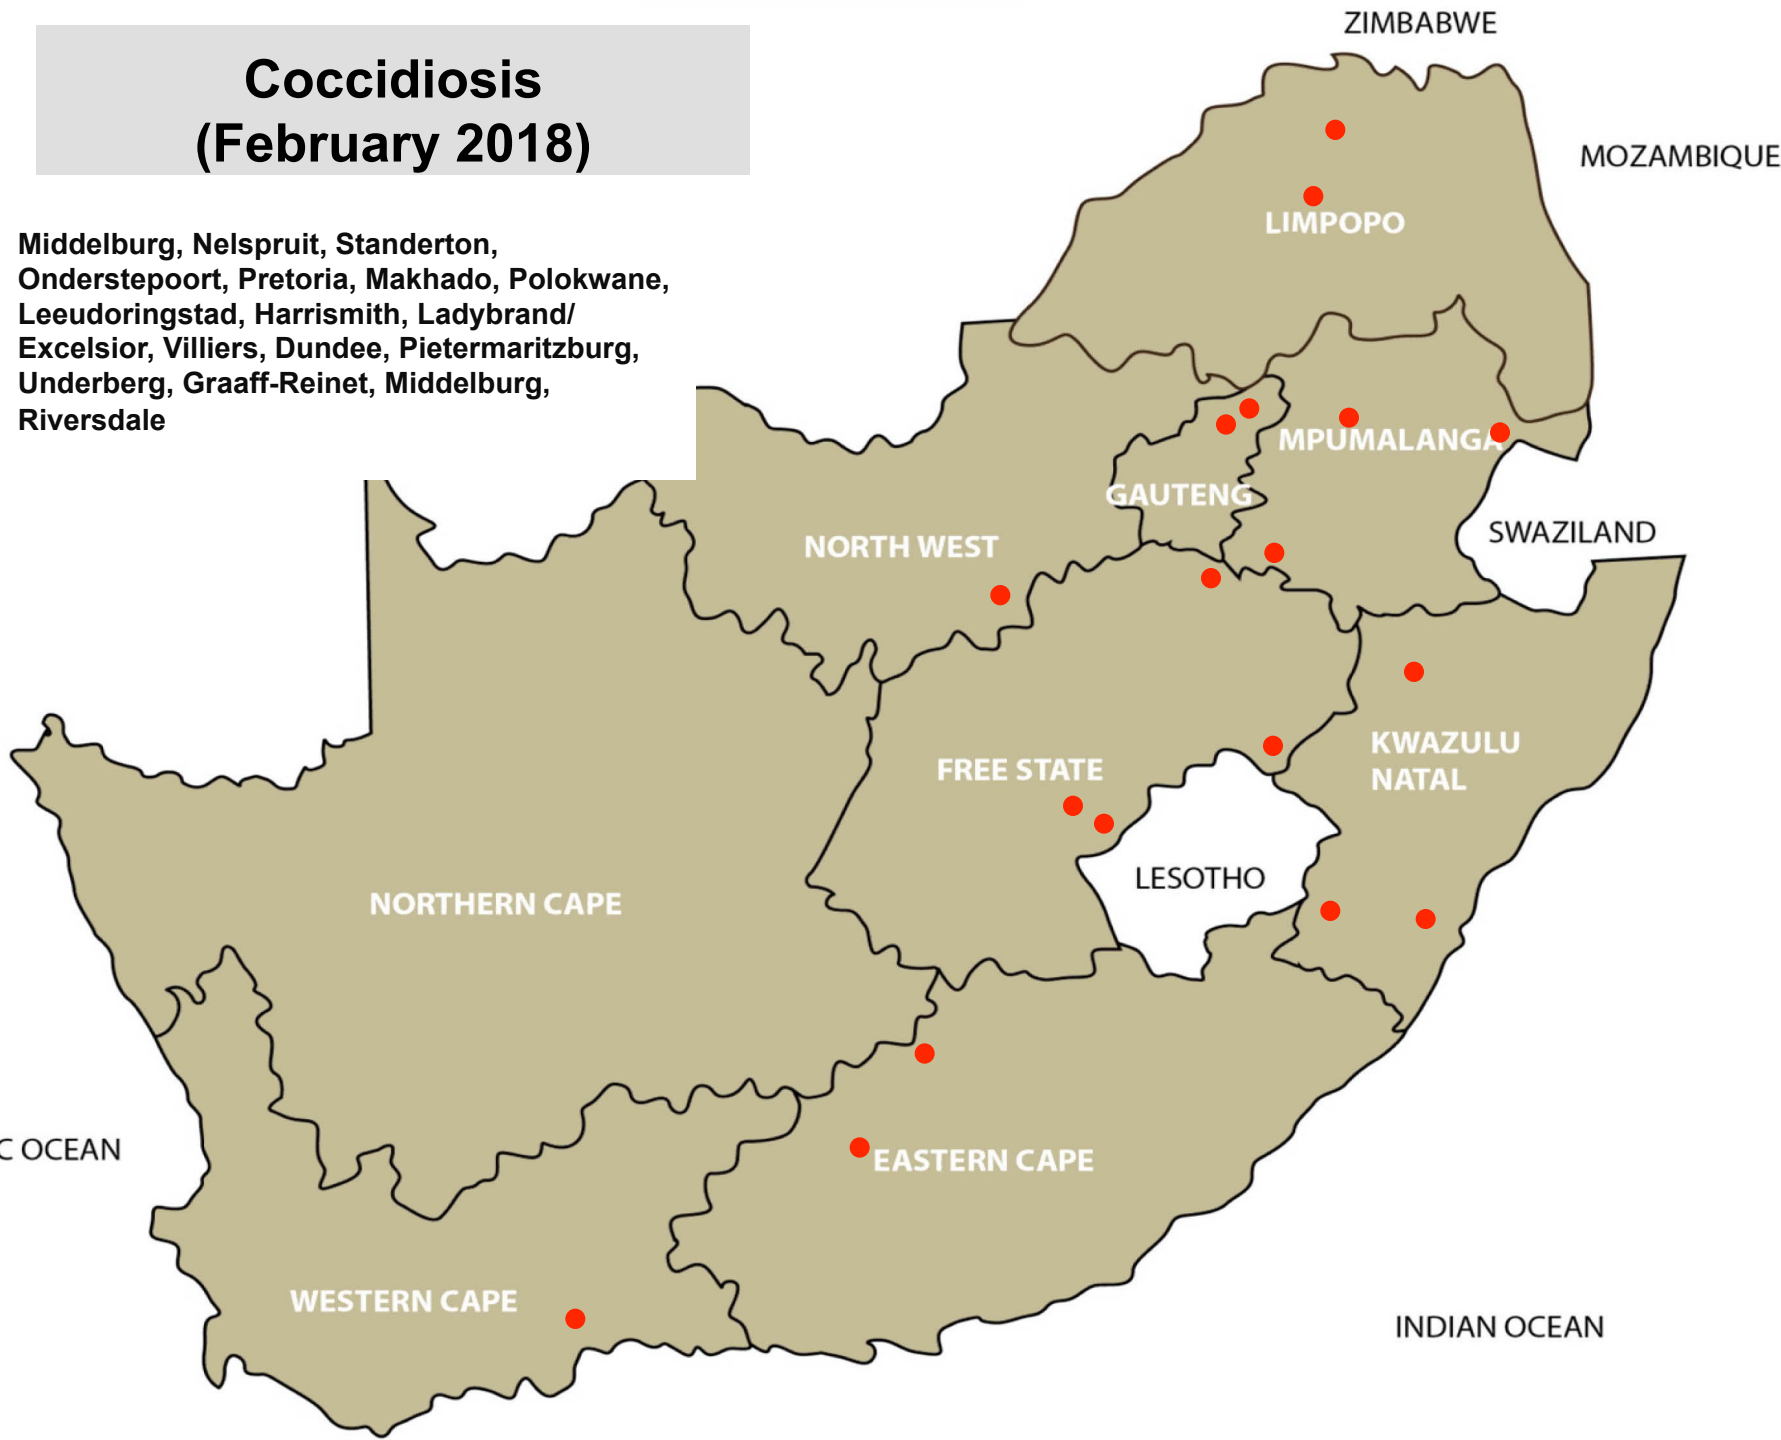 Coccidiosis
(February 2018)
Middelburg, Nelspruit, Standerton,
Onderstepoort, Pretoria, Makhado, Polokwane,
Leeudoringstad, Harrismith, Ladybrand/
Excelsior, Villiers, Dundee, Pietermaritzburg,
Underberg, Graaff-Reinet, Middelburg,
Riversdale
ZIMBABWE
MOZAMBIQUE
LIMPOPO
MPUMALANGA
GAUTENG
SWAZILAND
NORTH WEST
KWAZULU
NATAL
FREE STATE
LESOTHO
NORTHERN CAPE
C OCEAN
EASTERN CAPE
WESTERN CAPE
INDIAN OCEAN